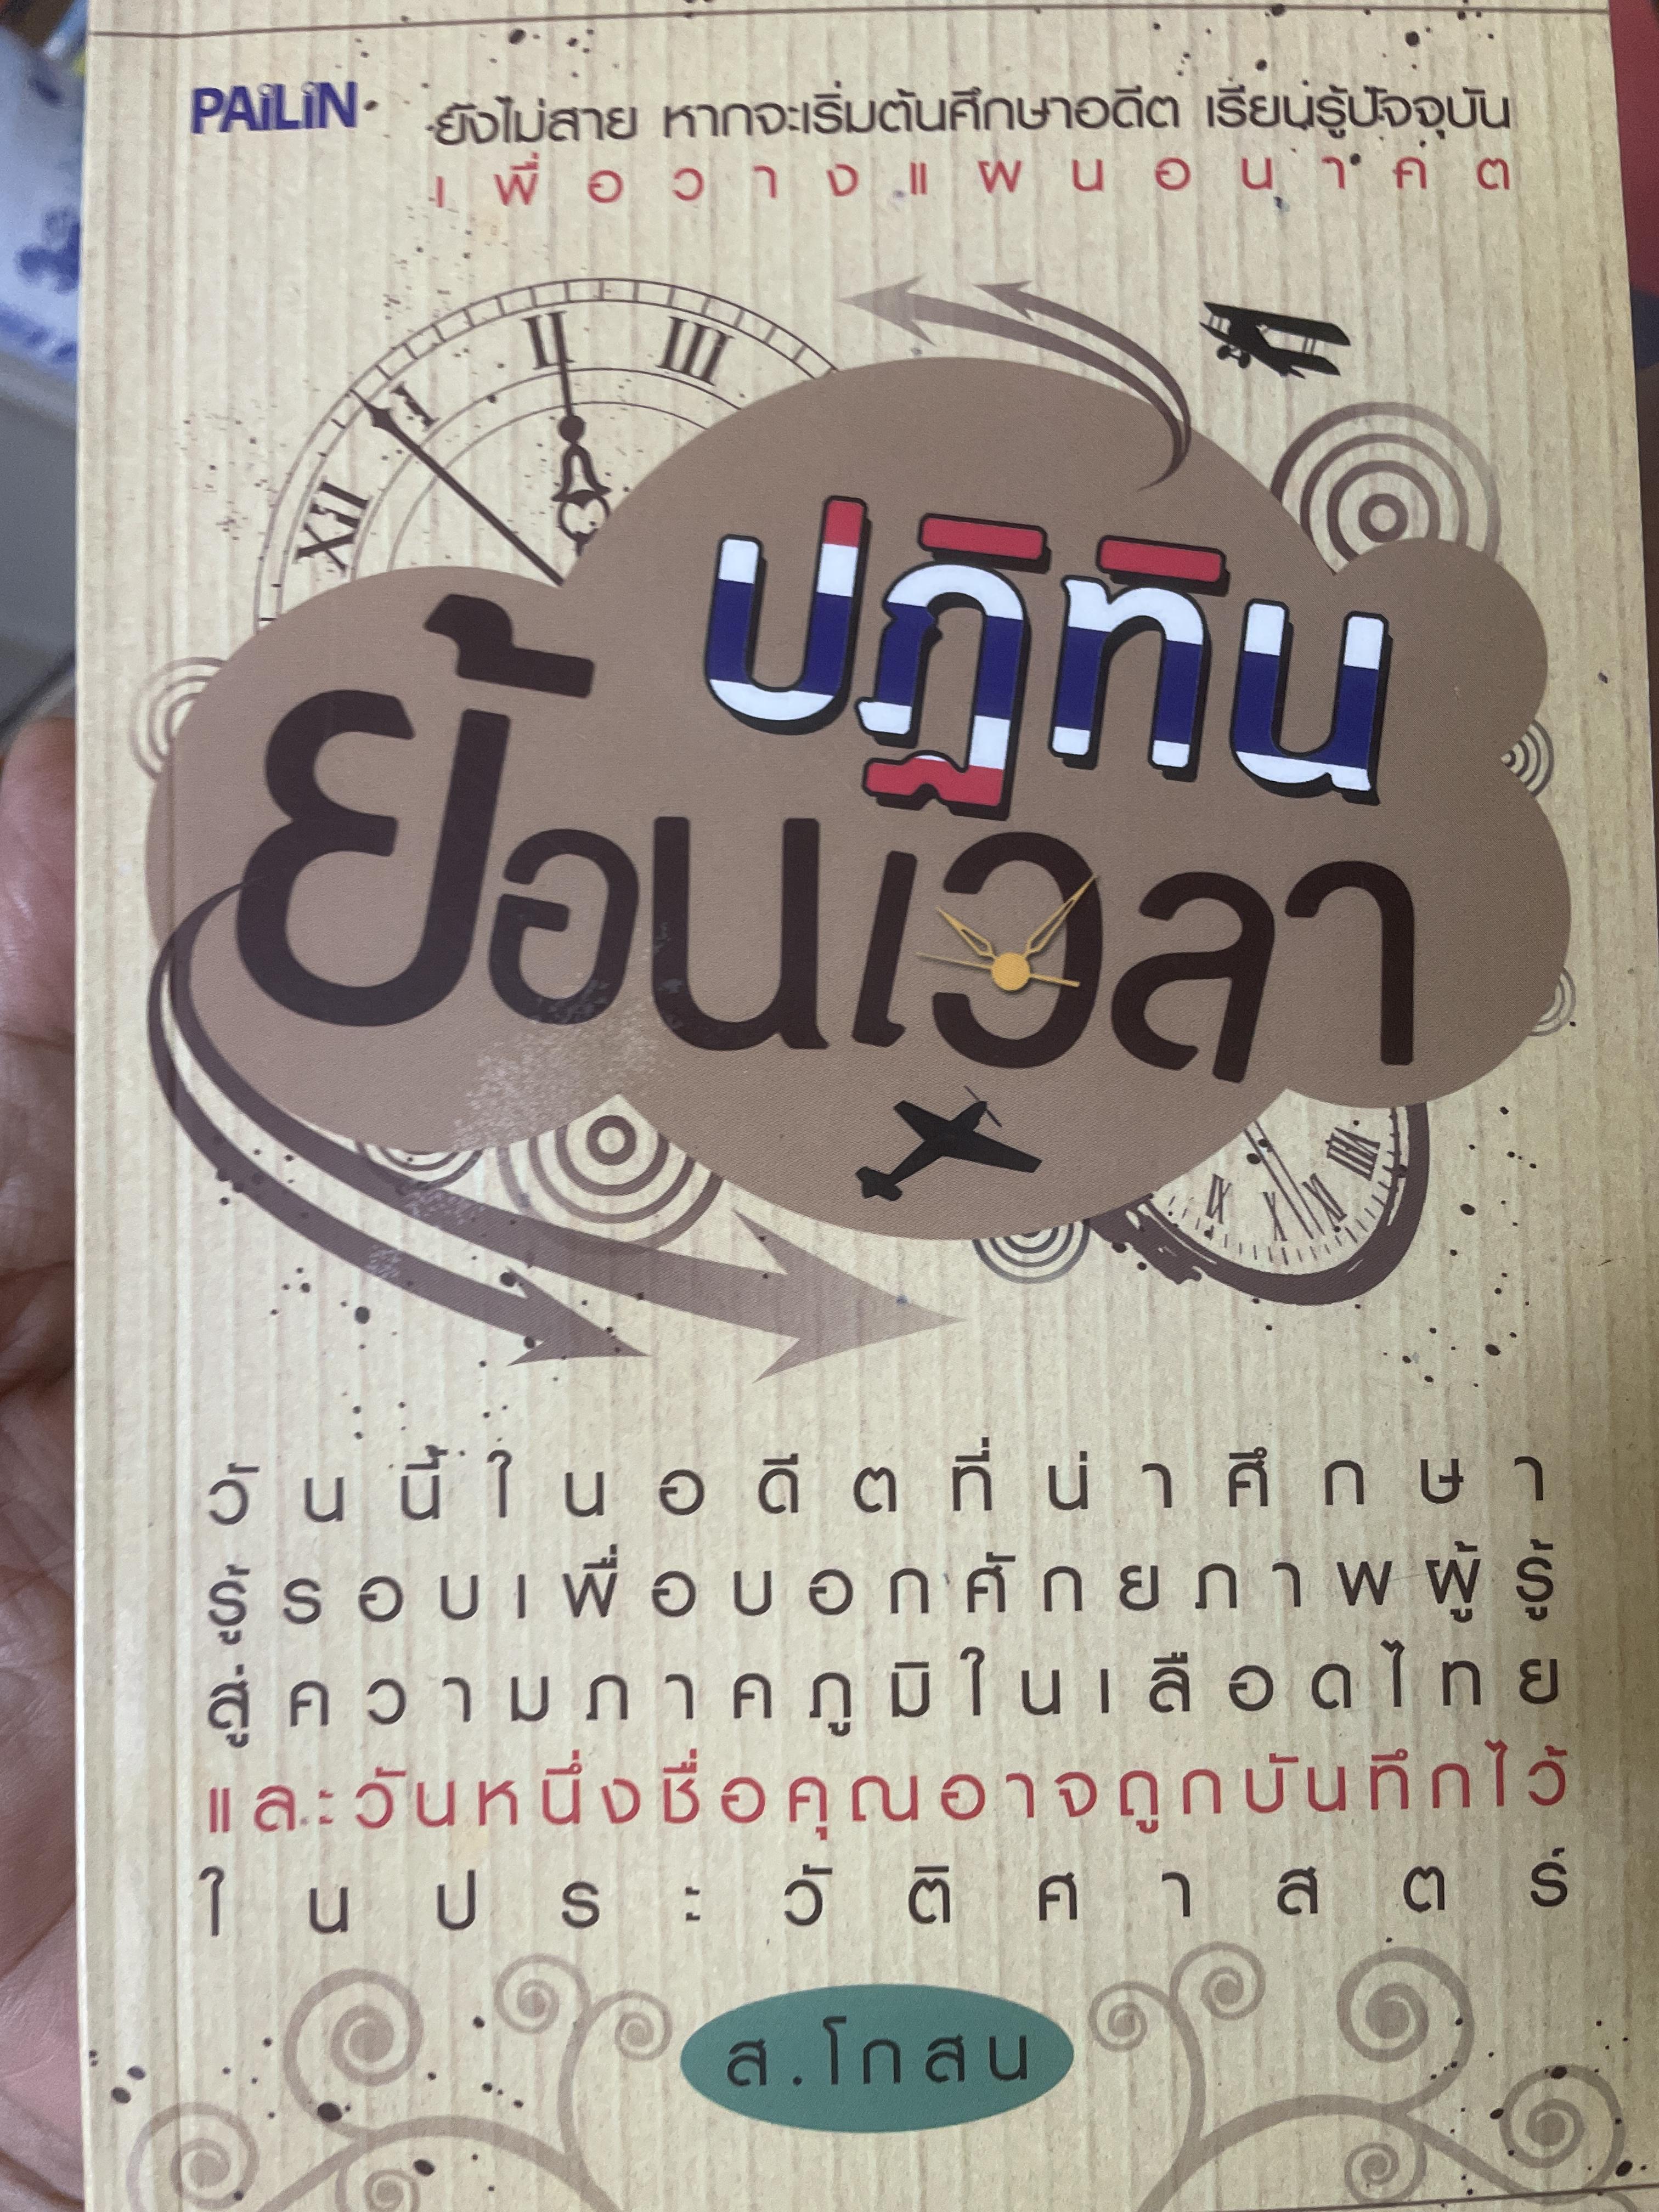 PAiLiN
ยังไม่สาย หากจะเริ่มต้นศึกษาอดีต เรียนรู้ปัจจุบัน
เพื่อวางแผนอนาคต
II III
I
XII
ปฏิทิน
ย้อนเวลา
วันนี้ในอดีตที่น่าศึกษา
รู้รอบเพื่อบอกศักยภาพผู้รู้
สู่ความภาคภูมิในเลือดไทย
และวันหนึ่งชื่อคุณอาจถูกบันทึกไว้
ในประวัติศาสตร์
ส.โกสน